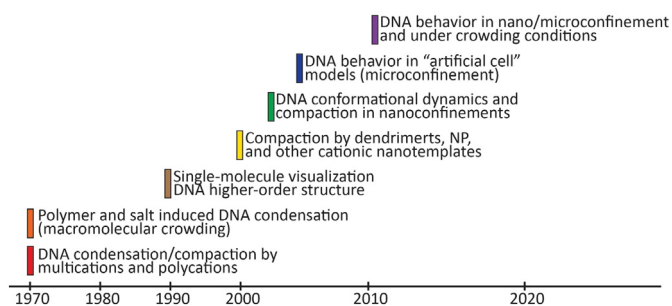 DNA behavior in nano/microconfinement
and under crowding conditions
DNA behavior in “artificial cell”
models (microconfinement)
DNA conformational dynamics and
compaction in nanoconfinements
Compaction by dendrimerts, NP,
and other cationic nanotemplates
Single-molecule visualization
DNA higher-order structure
Polymer and salt induced DNA condensation
(macromolecular crowding)
DNA condensation/compaction by
multications and polycations
1970 1980 1990 2000 2010 2020